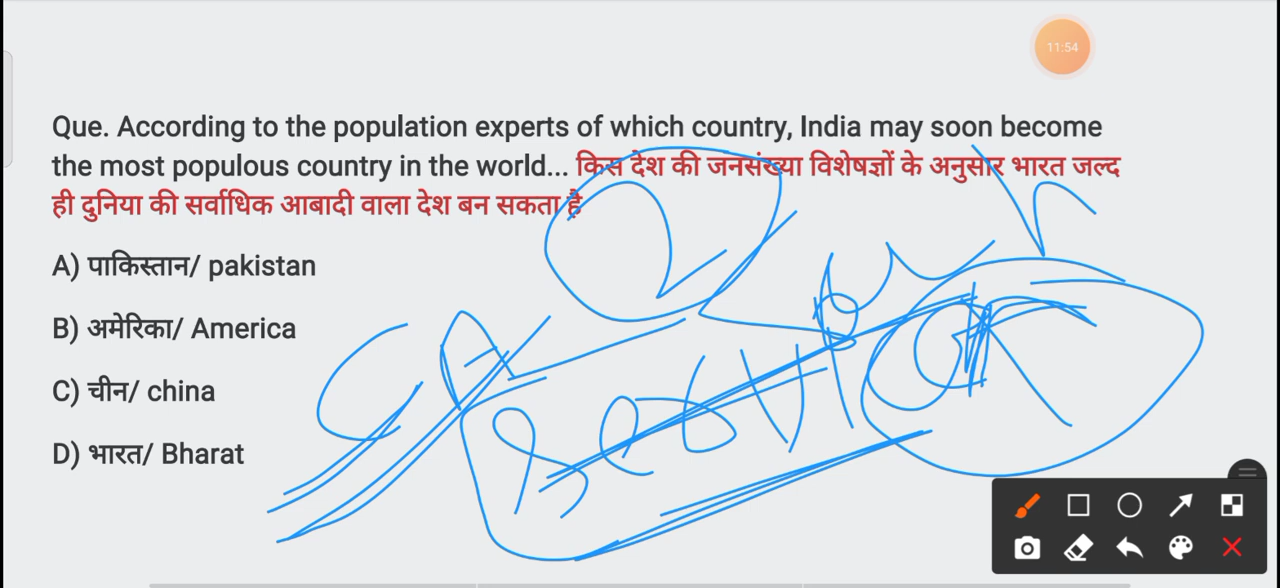 11:54
Que. According to the population experts of which country, India may soon become
the most populous country in the world... किस देश की जनसंख्या विशेषज्ञों के अनुसार भारत जल्द
ही दुनिया की सर्वाधिक आबादी वाला देश बन सकता है
A) पाकिस्तान/ pakistan
B) अमेरिका/ America
C) चीन/ china
D) भारत/ Bharat